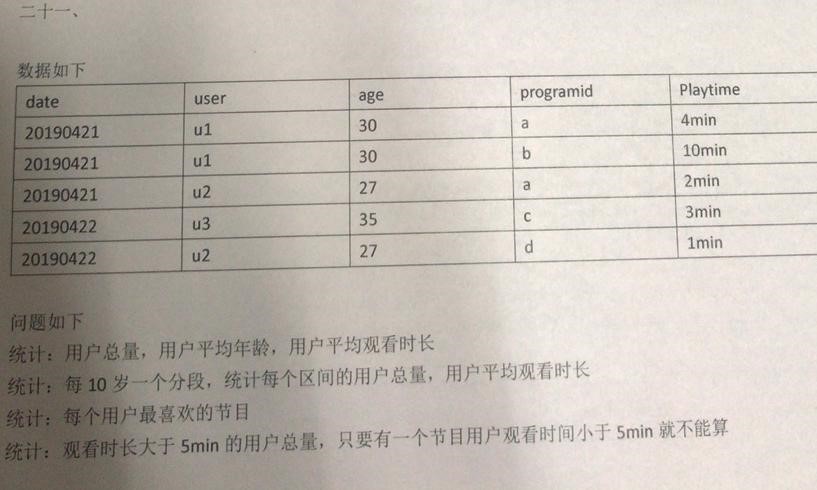 二十一、
数据如下
date user age programid Playtime
20190421 u1 30 a 4min
20190421 u1 30 b 10min
20190421 u2 27 a 2min
20190422 u3 35 c 3min
20190422 u2 27 d 1min
问题如下
统计：用户总量，用户平均年龄，用户平均观看时长
统计：每 10 岁一个分段，统计每个区间的用户总量，用户平均观看时长
统计：每个用户最喜欢的节目
统计：观看时长大于 5min 的用户总量，只要有一个节目用户观看时间小于 5min 就不能算